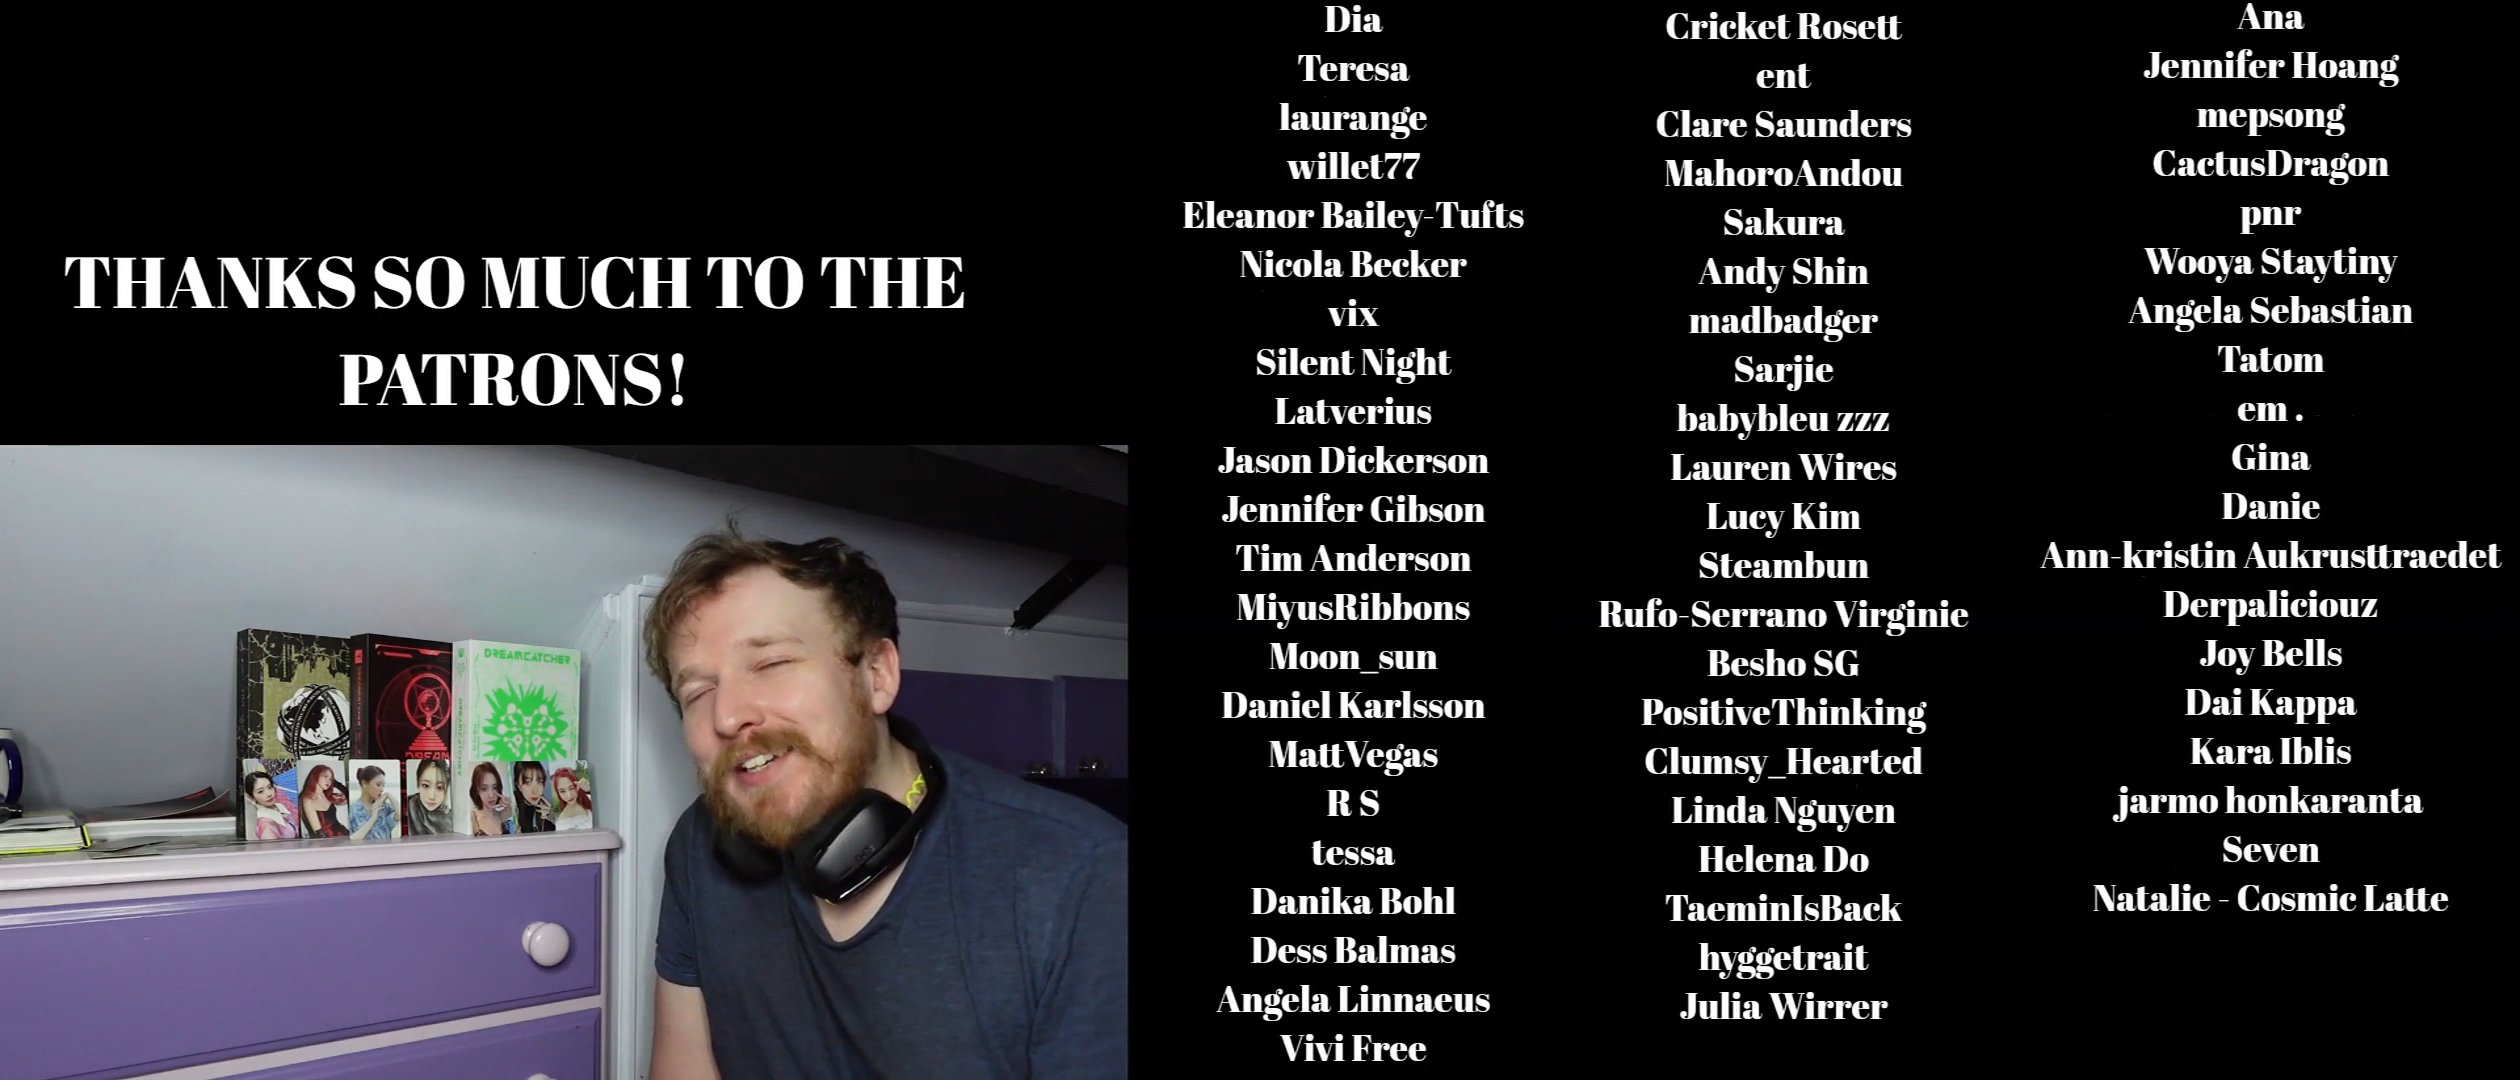 THANKS SO MUCH TO THE
PATRONS!
DREAMCATCHER
DREAM
Dia
Teresa
laurange
willet77
Eleanor Bailey-Tufts
Nicola Becker
vix
Silent Night
Latverius
Jason Dickerson
Jennifer Gibson
Tim Anderson
MiyusRibbons
Moon_sun
Daniel Karlsson
MattVegas
R S
tessa
Danika Bohl
Dess Balmas
Angela Linnaeus
Vivi Free
Cricket Rosett
ent
Clare Saunders
MahoroAndou
Sakura
Andy Shin
madbadger
Sarjie
babybleu zzz
Lauren Wires
Lucy Kim
Steambun
Rufo-Serrano Virginie
Besho SG
PositiveThinking
Clumsy_Hearted
Linda Nguyen
Helena Do
TaeminIsBack
hyggetrait
Julia Wirrer
Ana
Jennifer Hoang
mepsong
CactusDragon
pnr
Wooya Staytiny
Angela Sebastian
Tatom
em .
Gina
Danie
Ann-kristin Aukrusttraedet
Derpaliciouz
Joy Bells
Dai Kappa
Kara Iblis
jarmo honkaranta
Seven
Natalie - Cosmic Latte